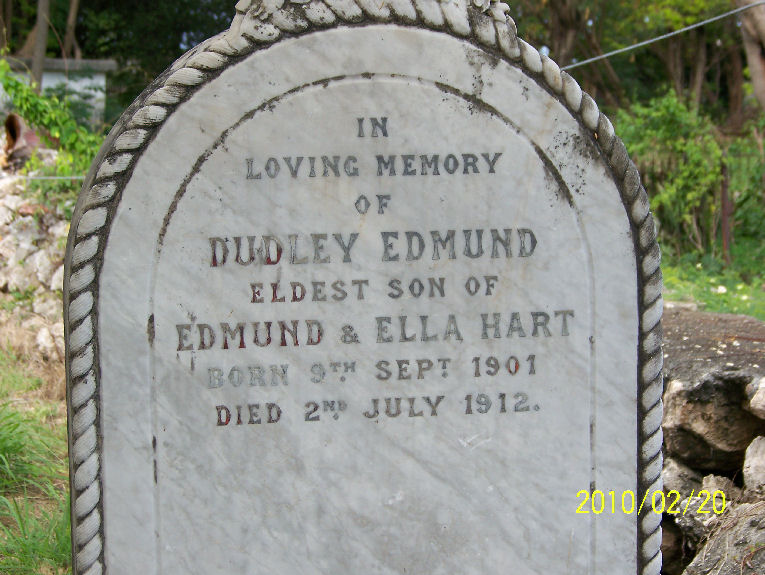 IN
LOVING MEMORY
OF
DUDLEY EDMUND
ELDEST SON OF
EDMUND & ELLA HART
BORN 9TH SEPT 1901
DIED 2ND JULY 1912.
2010/02/20